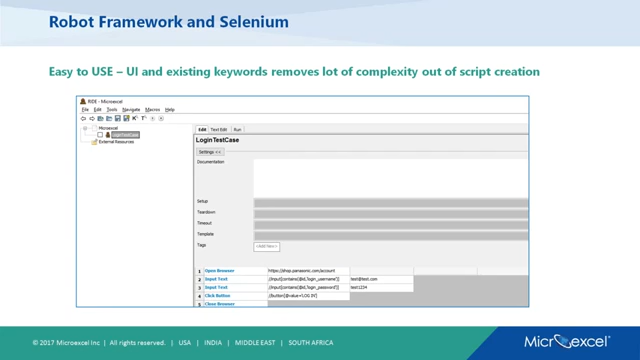 Robot Framework and Selenium
Easy to USE – UI and existing keywords removes lot of complexity out of script creation
RIDE - Microexcel
File Edit Tools Navigate Macros Help
Microexcel
LoginTestCase
External Resources
Edit Text Edit Run
LoginTestCase
Settings <<
Documentation
Setup
Teardown
Timeout
Template
Tags <Add New>
1 Open Browser https://shop.panasonic.com/account
2 Input Text //input[contains(@id,'login_username')] test@test.com
3 Input Text //input[contains(@id,'login_password')] test1234
4 Click Button //button[@value='LOG IN']
5 Close Browser
© 2017 Microexcel Inc | All rights reserved. | USA | INDIA | MIDDLE EAST | SOUTH AFRICA
Microexcel